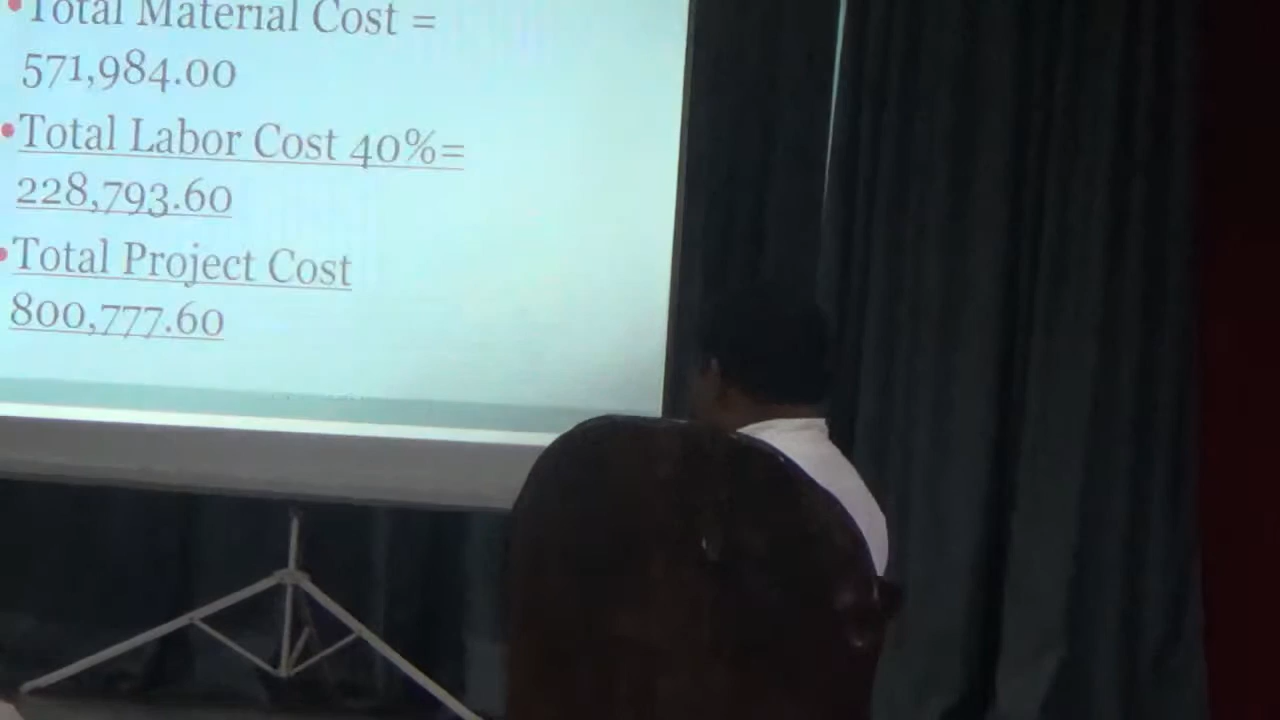 •Total Material Cost =
571,984.00
•Total Labor Cost 40%=
228,793.60
•Total Project Cost
800,777.60